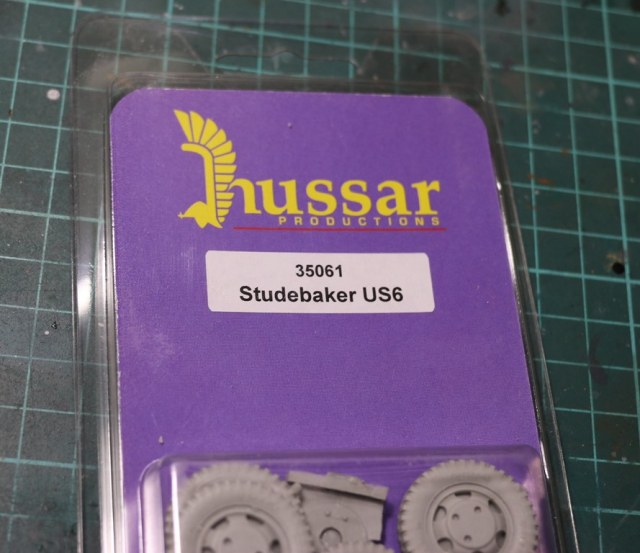 hussar
PRODUCTIONS
35061
Studebaker US6